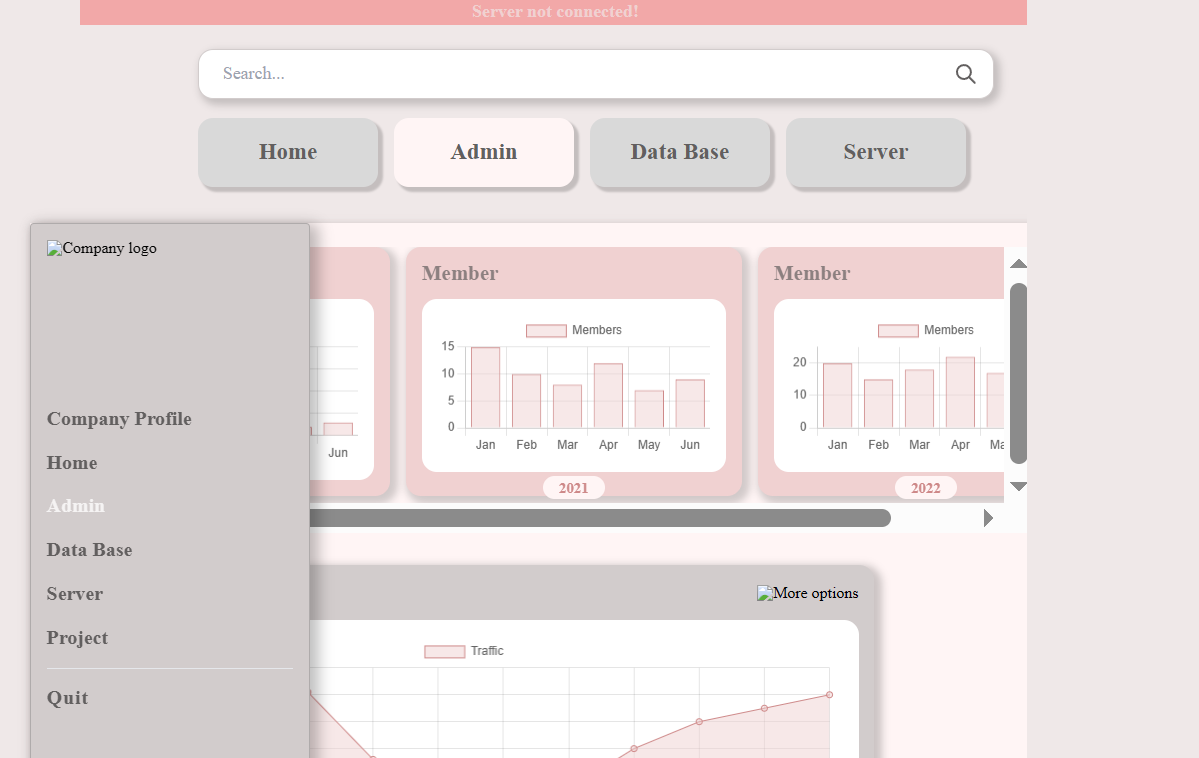 Server not connected!
Search...
Home
Admin
Data Base
Server
Company logo
Company Profile
Home
Admin
Data Base
Server
Project
Quit
Jun
Member
Members
15
10
5
0
Jan Feb Mar Apr May Jun
2021
Member
Members
20
10
0
Jan Feb Mar Apr Ma
2022
More options
Traffic